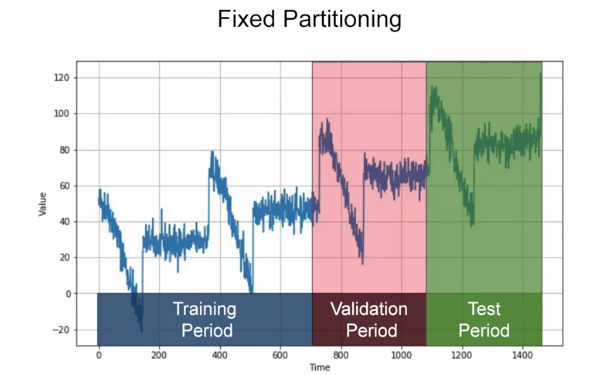 Fixed Partitioning
120
100
80
60
40
20
0
−20
Value
Training
Period
Validation
Period
Test
Period
0 200 400 600 800 1000 1200 1400
Time